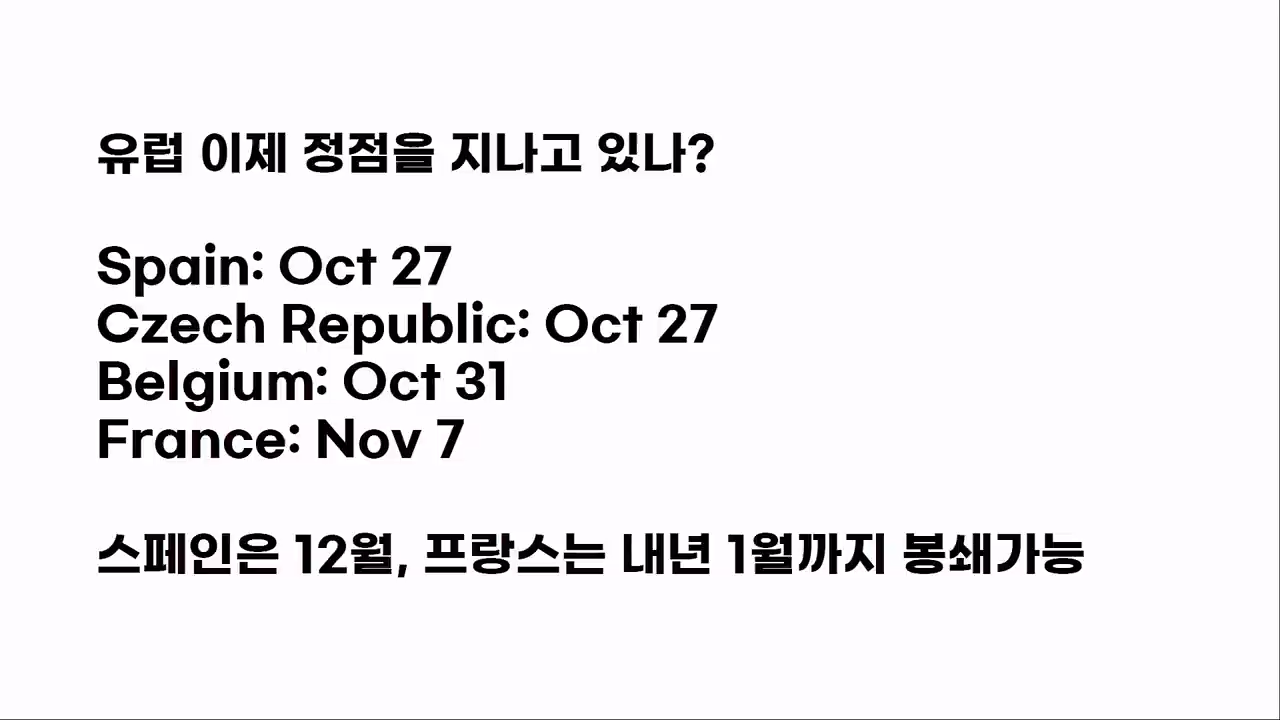 유럽 이제 정점을 지나고 있나?
Spain: Oct 27
Czech Republic: Oct 27
Belgium: Oct 31
France: Nov 7
스페인은 12월, 프랑스는 내년 1월까지 봉쇄가능